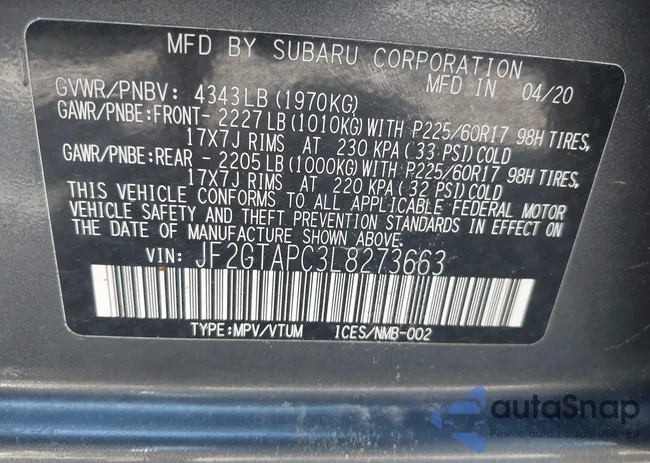 MFD BY SUBARU CORPORATION
MFD IN 04/20
GVWR/PNBV: 4343LB (1970KG)
GAWR/PNBE:FRONT- 2227LB(1010KG)WITH P225/60R17 98H TIRES,
17X7J RIMS AT 230 KPA (33 PSI)COLD
GAWR/PNBE:REAR - 2205LB(1000KG)WITH P225/60R17 98H TIRES,
17X7J RIMS AT 220 KPA(32 PSI)COLD
THIS VEHICLE CONFORMS TO ALL APPLICABLE FEDERAL MOTOR
VEHICLE SAFETY AND THEFT PREVENTION STANDARDS IN EFFECT ON
THE DATE OF MANUFACTURE SHOWN ABOVE.
VIN: JF2GTAPC3L8273663
TYPE:MPV/VTUM ICES/NMB-002
autaSnap
Pewne auta z aukcji